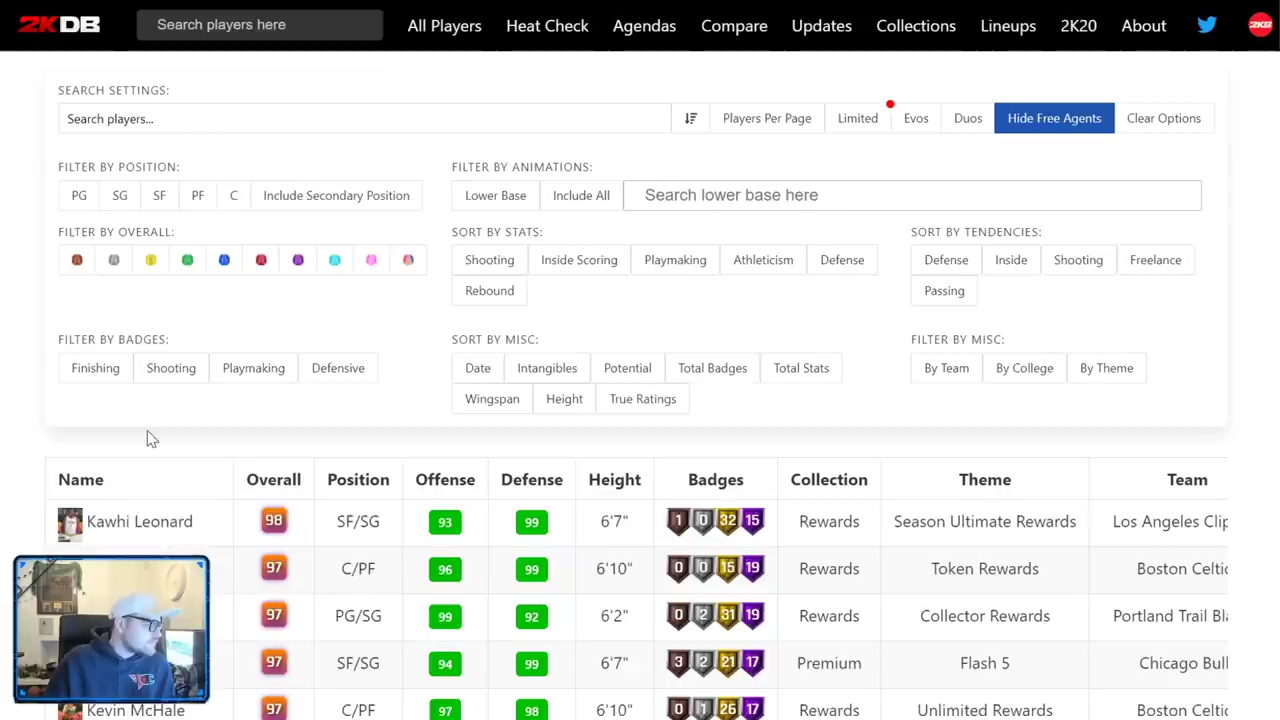 2KDB Search players here All Players Heat Check Agendas Compare Updates Collections Lineups 2K20 About
SEARCH SETTINGS:
Search players... Players Per Page Limited Evos Duos Hide Free Agents Clear Options
FILTER BY POSITION: FILTER BY ANIMATIONS:
PG SG SF PF C Include Secondary Position Lower Base Include All Search lower base here
FILTER BY OVERALL: SORT BY STATS: SORT BY TENDENCIES:
Shooting Inside Scoring Playmaking Athleticism Defense Defense Inside Shooting Freelance
Rebound Passing
FILTER BY BADGES: SORT BY MISC: FILTER BY MISC:
Finishing Shooting Playmaking Defensive Date Intangibles Potential Total Badges Total Stats By Team By College By Theme
Wingspan Height True Ratings
Name Overall Position Offense Defense Height Badges Collection Theme Team
Kawhi Leonard 98 SF/SG 93 99 6'7" 1 0 32 15 Rewards Season Ultimate Rewards Los Angeles Clip
97 C/PF 96 99 6'10" 0 0 15 19 Rewards Token Rewards Boston Celtic
97 PG/SG 99 92 6'2" 0 2 31 19 Rewards Collector Rewards Portland Trail Bla
97 SF/SG 94 99 6'7" 3 2 21 17 Premium Flash 5 Chicago Bull
Kevin McHale 97 C/PF 97 98 6'10" 0 1 26 17 Rewards Unlimited Rewards Boston Celtic